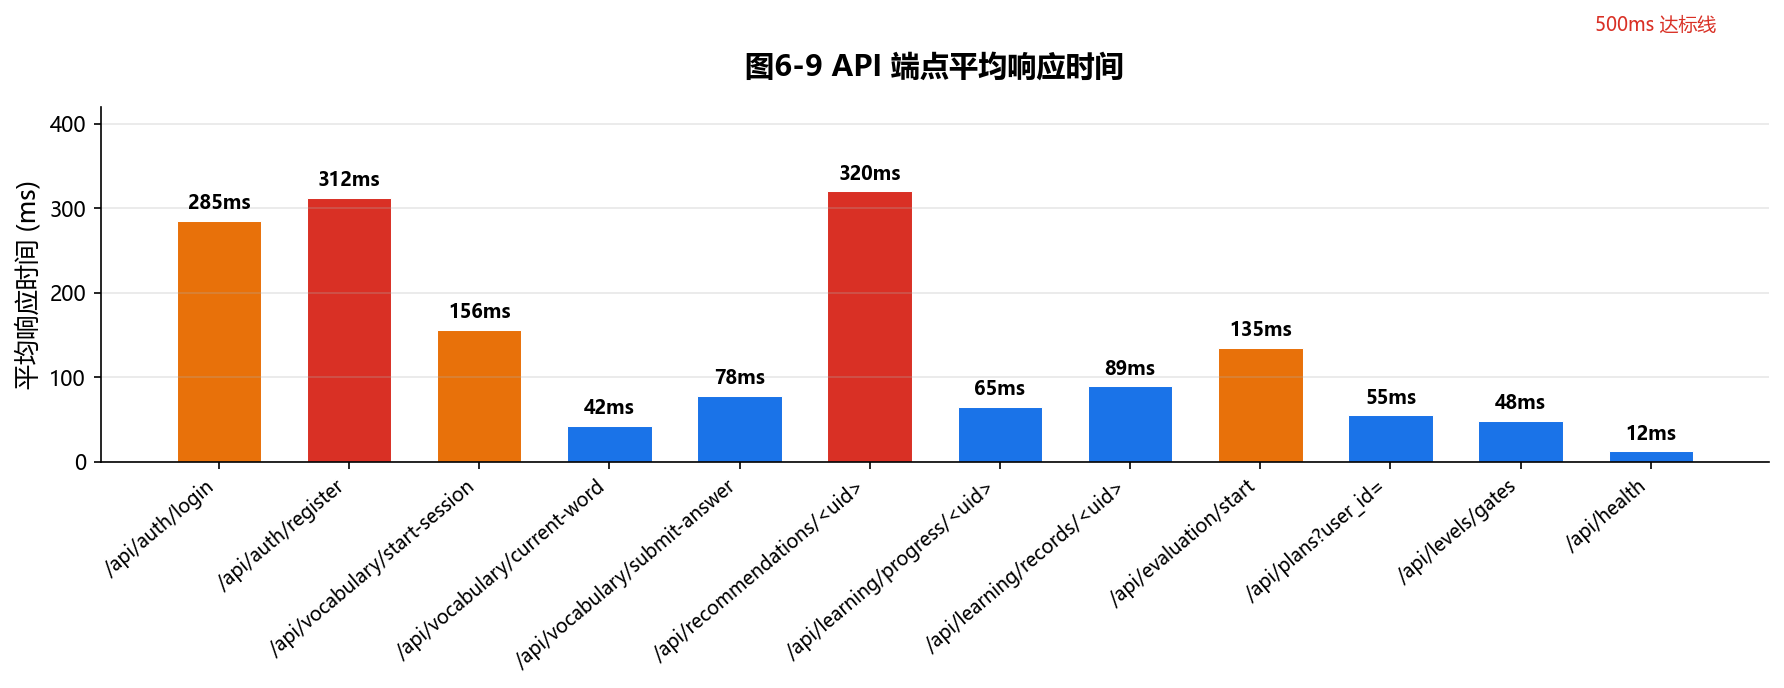 500ms 达标线
图6-9 API 端点平均响应时间
平均响应时间 (ms)
400
300
200
100
0
285ms
312ms
156ms
42ms
78ms
320ms
65ms
89ms
135ms
55ms
48ms
12ms
/api/auth/login
/api/auth/register
/api/vocabulary/start-session
/api/vocabulary/current-word
/api/vocabulary/submit-answer
/api/recommendations/<uid>
/api/learning/progress/<uid>
/api/learning/records/<uid>
/api/evaluation/start
/api/plans?user_id=
/api/levels/gates
/api/health